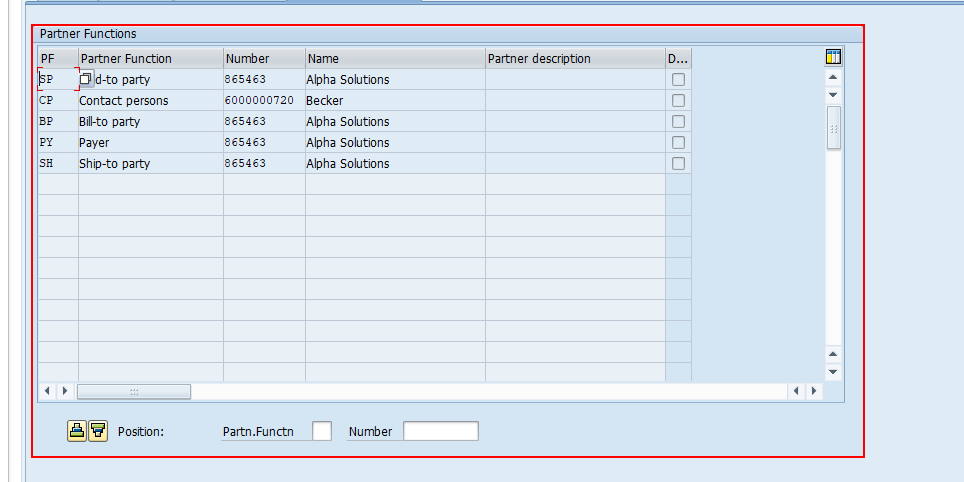 Partner Functions
PF Partner Function Number Name Partner description D...
SP d-to party 865463 Alpha Solutions
CP Contact persons 6000000720 Becker
BP Bill-to party 865463 Alpha Solutions
PY Payer 865463 Alpha Solutions
SH Ship-to party 865463 Alpha Solutions
Position: Partn.Functn Number